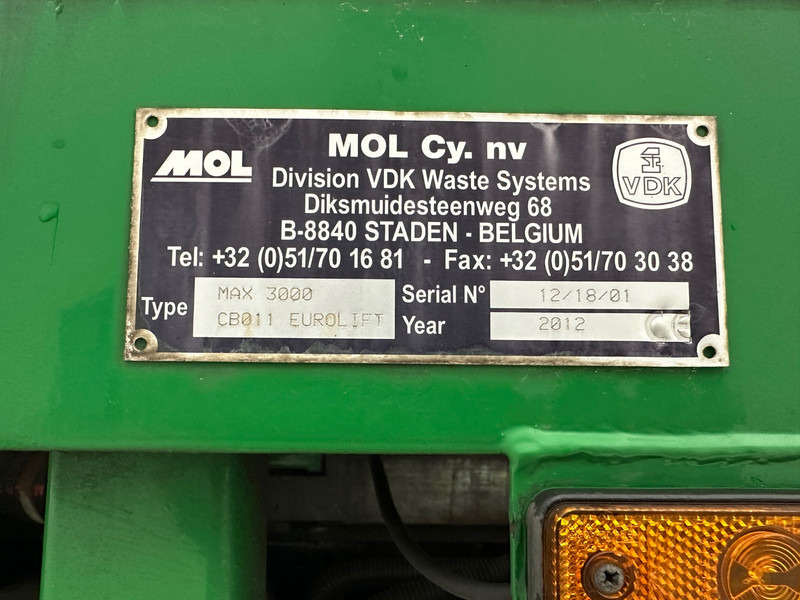 MOL
MOL Cy. nv
VDK
Division VDK Waste Systems
Diksmuidesteenweg 68
B-8840 STADEN - BELGIUM
Tel: +32 (0)51/70 16 81 - Fax: +32 (0)51/70 30 38
Type MAX 3000
CB011 EUROLIFT
Serial N° 12/18/01
Year 2012 CE